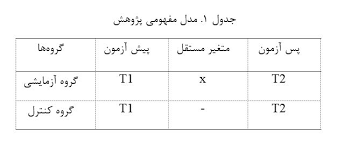 جدول ۱. مدل مفهومی پژوهش
گروه‌ها پیش آزمون متغیر مستقل پس آزمون
گروه آزمایشی T1 x T2
گروه کنترل T1 - T2